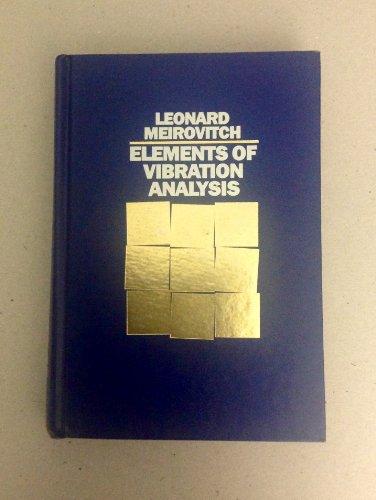 LEONARD
MEIROVITCH
ELEMENTS OF
VIBRATION
ANALYSIS